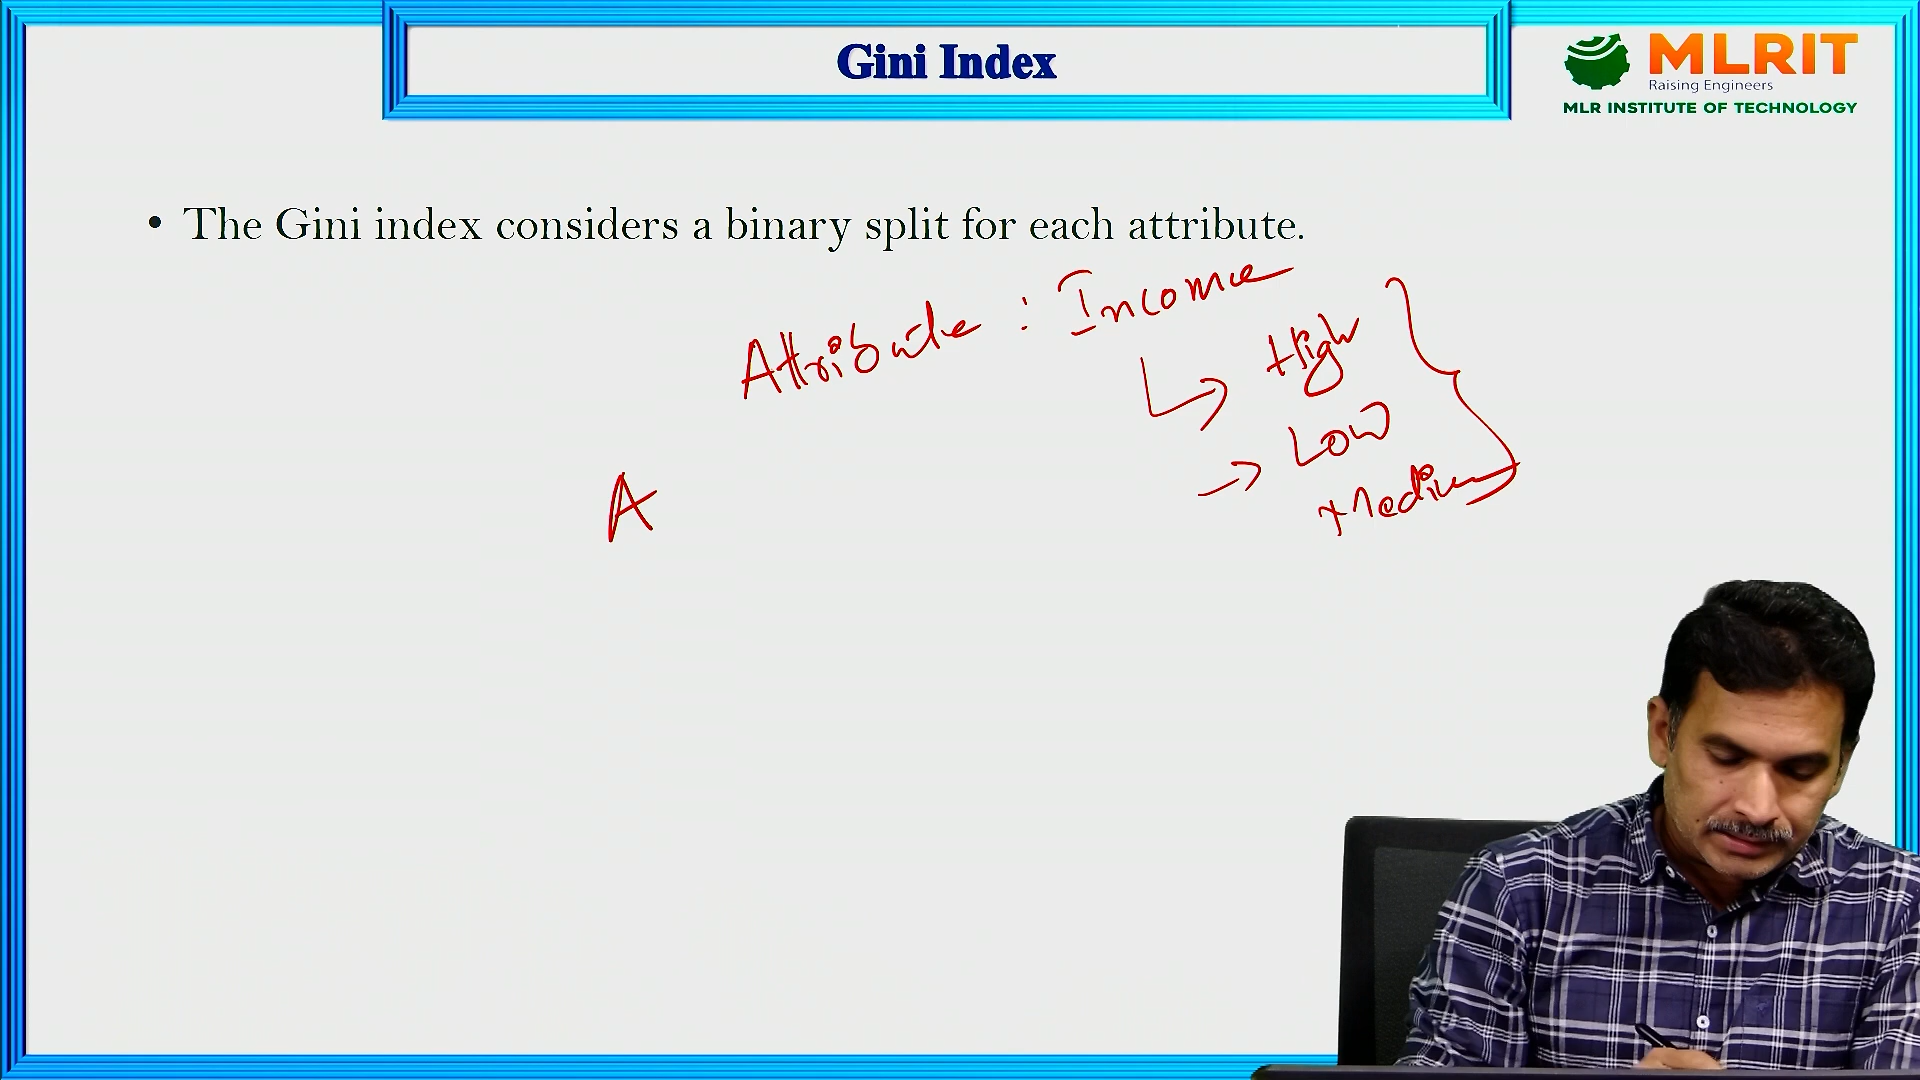 Gini Index
MLRIT
Raising Engineers
MLR INSTITUTE OF TECHNOLOGY
• The Gini index considers a binary split for each attribute.
Attribute : Income
High
Low
Medium
A